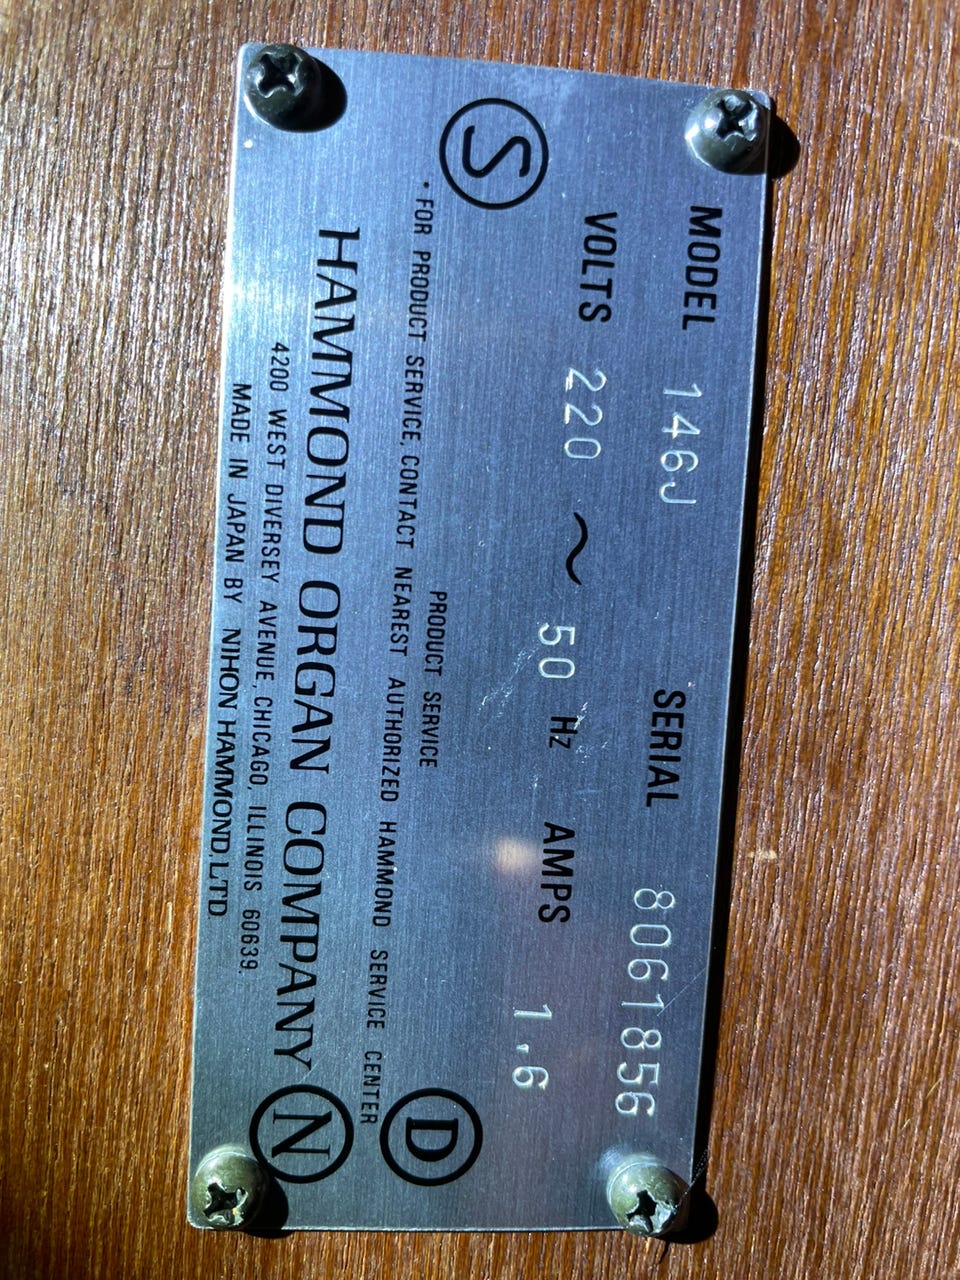 MODEL 146J SERIAL 8061856
VOLTS 220 ~ 50 Hz AMPS 1.6
S
PRODUCT SERVICE
• FOR PRODUCT SERVICE, CONTACT NEAREST AUTHORIZED HAMMOND SERVICE CENTER
D
HAMMOND ORGAN COMPANY
N
4200 WEST DIVERSEY AVENUE, CHICAGO, ILLINOIS 60639.
MADE IN JAPAN BY NIHON HAMMOND, LTD